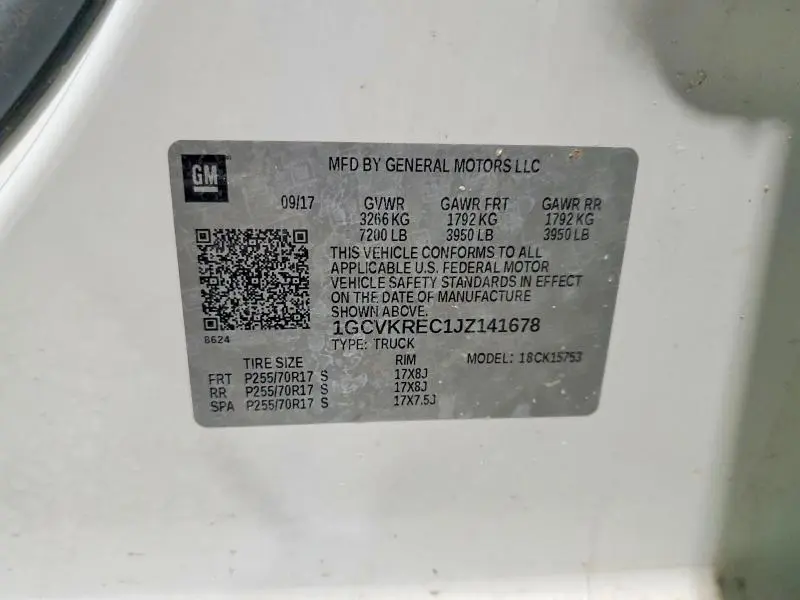 GM
MFD BY GENERAL MOTORS LLC
09/17 GVWR GAWR FRT GAWR RR
3266 KG 1792 KG 1792 KG
7200 LB 3950 LB 3950 LB
THIS VEHICLE CONFORMS TO ALL
APPLICABLE U.S. FEDERAL MOTOR
VEHICLE SAFETY STANDARDS IN EFFECT
ON THE DATE OF MANUFACTURE
SHOWN ABOVE.
1GCVKREC1JZ141678
8624
TYPE: TRUCK
TIRE SIZE RIM MODEL: 18CK15753
FRT P255/70R17 S 17X8J
RR P255/70R17 S 17X8J
SPA P255/70R17 S 17X7.5J